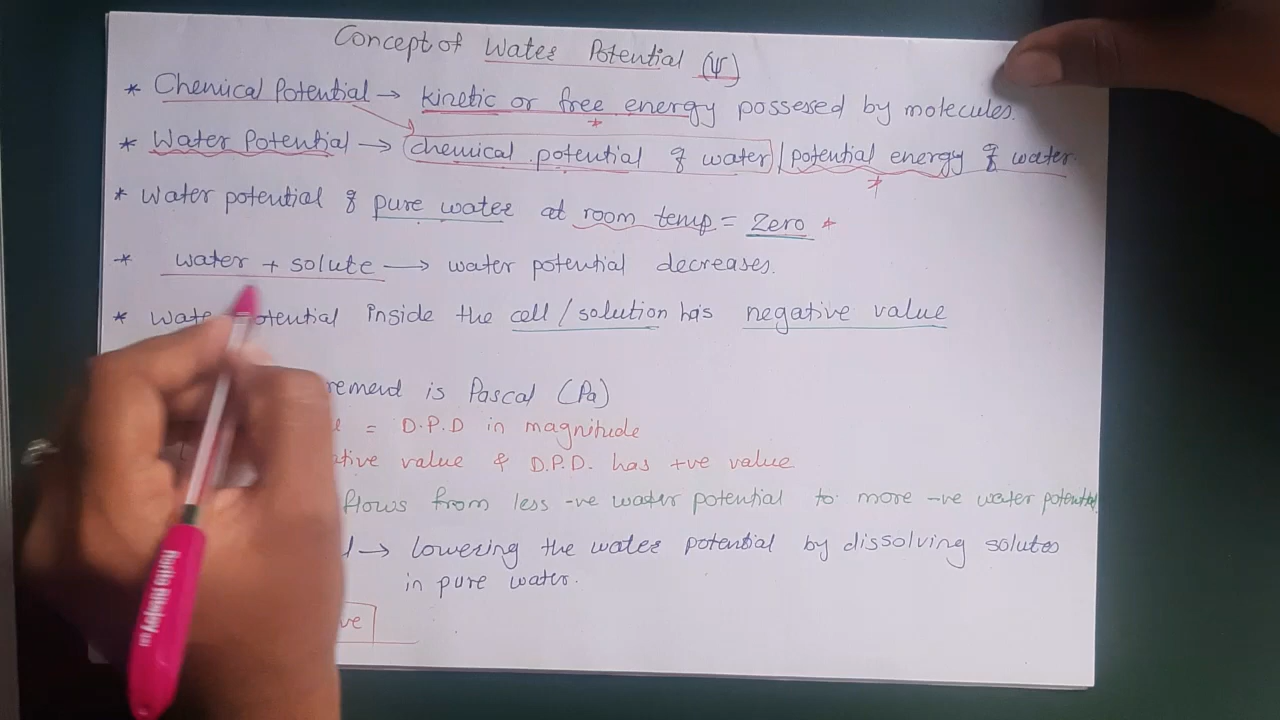 Concept of Water Potential (Ψ)
* Chemical Potential → kinetic or free energy possessed by molecules.
* Water Potential → chemical potential of water / potential energy of water.
* Water potential of pure water at room temp = Zero *
* water + solute → water potential decreases.
* potential inside the cell / solution has negative value
is Pascal (Pa)
= D.P.D in magnitude
value & D.P.D. has +ve value
flows from less -ve water potential to more -ve water potential.
→ lowering the water potential by dissolving solutes
in pure water.